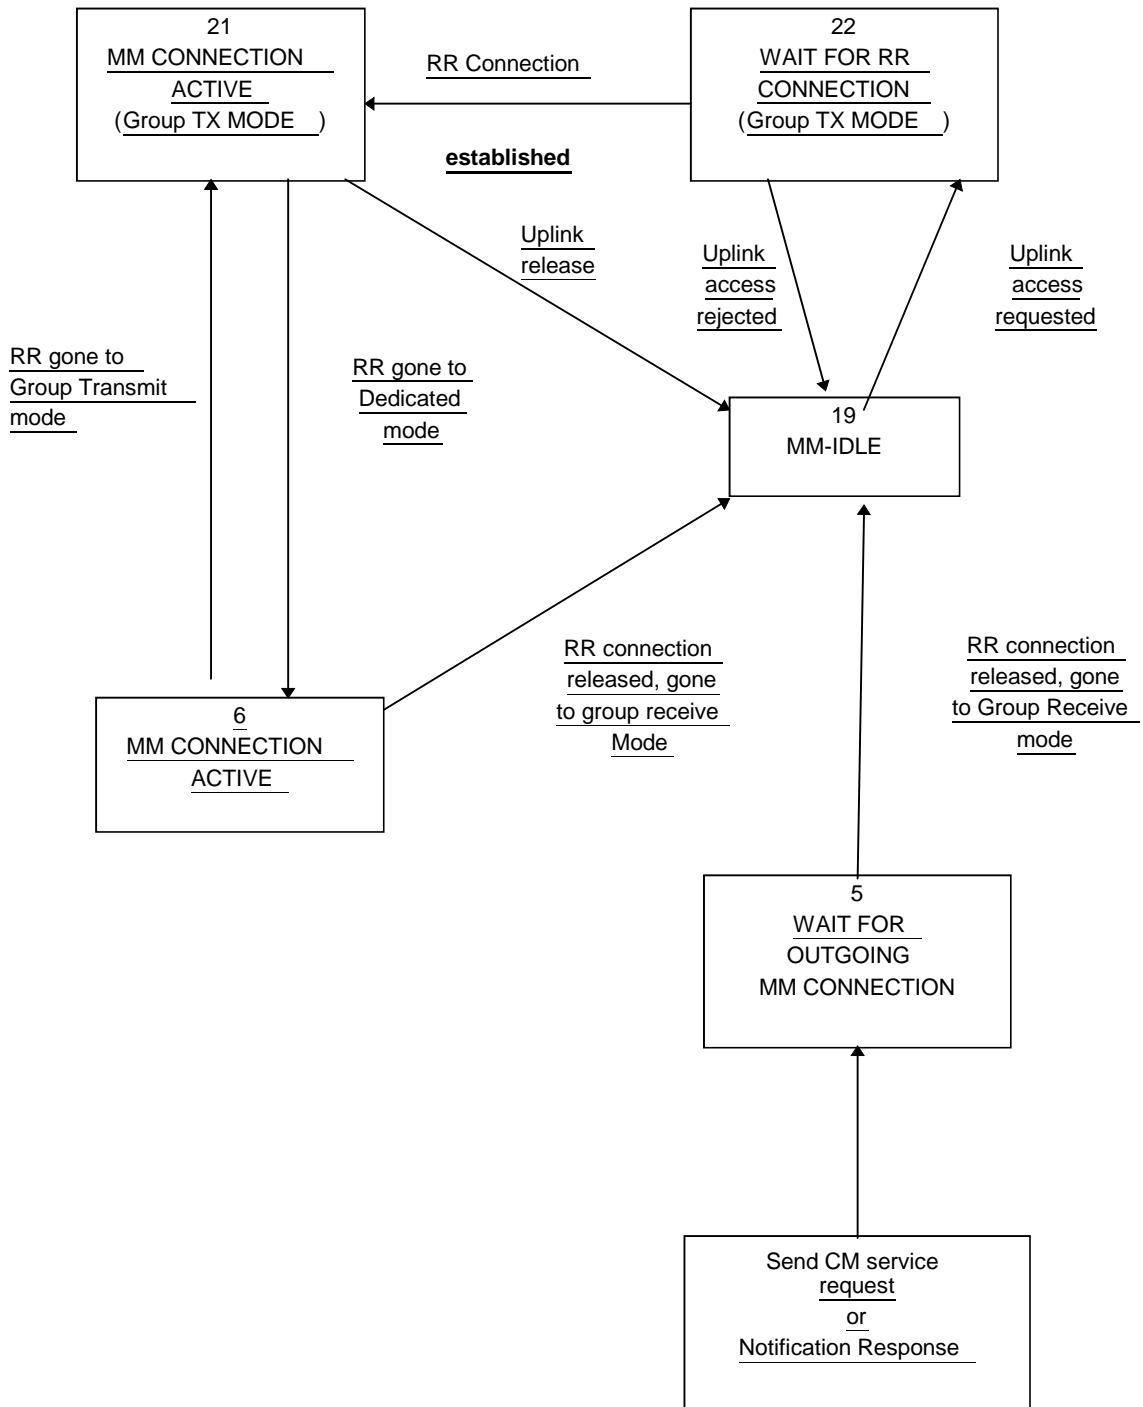 21
MM CONNECTION
ACTIVE
(Group TX MODE )
RR Connection
established
22
WAIT FOR RR
CONNECTION
(Group TX MODE )
Uplink
release
Uplink
access
rejected
Uplink
access
requested
RR gone to
Group Transmit
mode
RR gone to
Dedicated
mode
19
MM-IDLE
RR connection
released, gone
to group receive
Mode
RR connection
released, gone
to Group Receive
mode
6
MM CONNECTION
ACTIVE
5
WAIT FOR
OUTGOING
MM CONNECTION
Send CM service
request
or
Notification Response